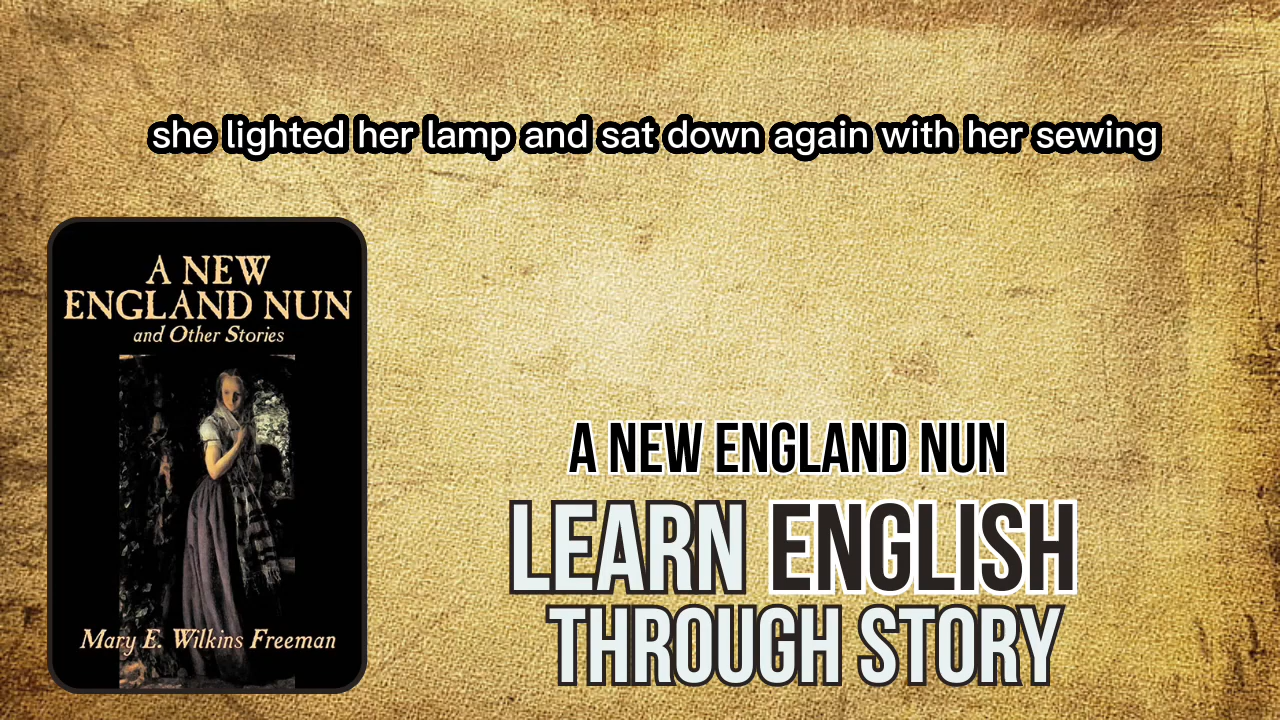 she lighted her lamp and sat down again with her sewing
A NEW
ENGLAND NUN
and Other Stories
Mary E. Wilkins Freeman
A NEW ENGLAND NUN
LEARN ENGLISH
THROUGH STORY